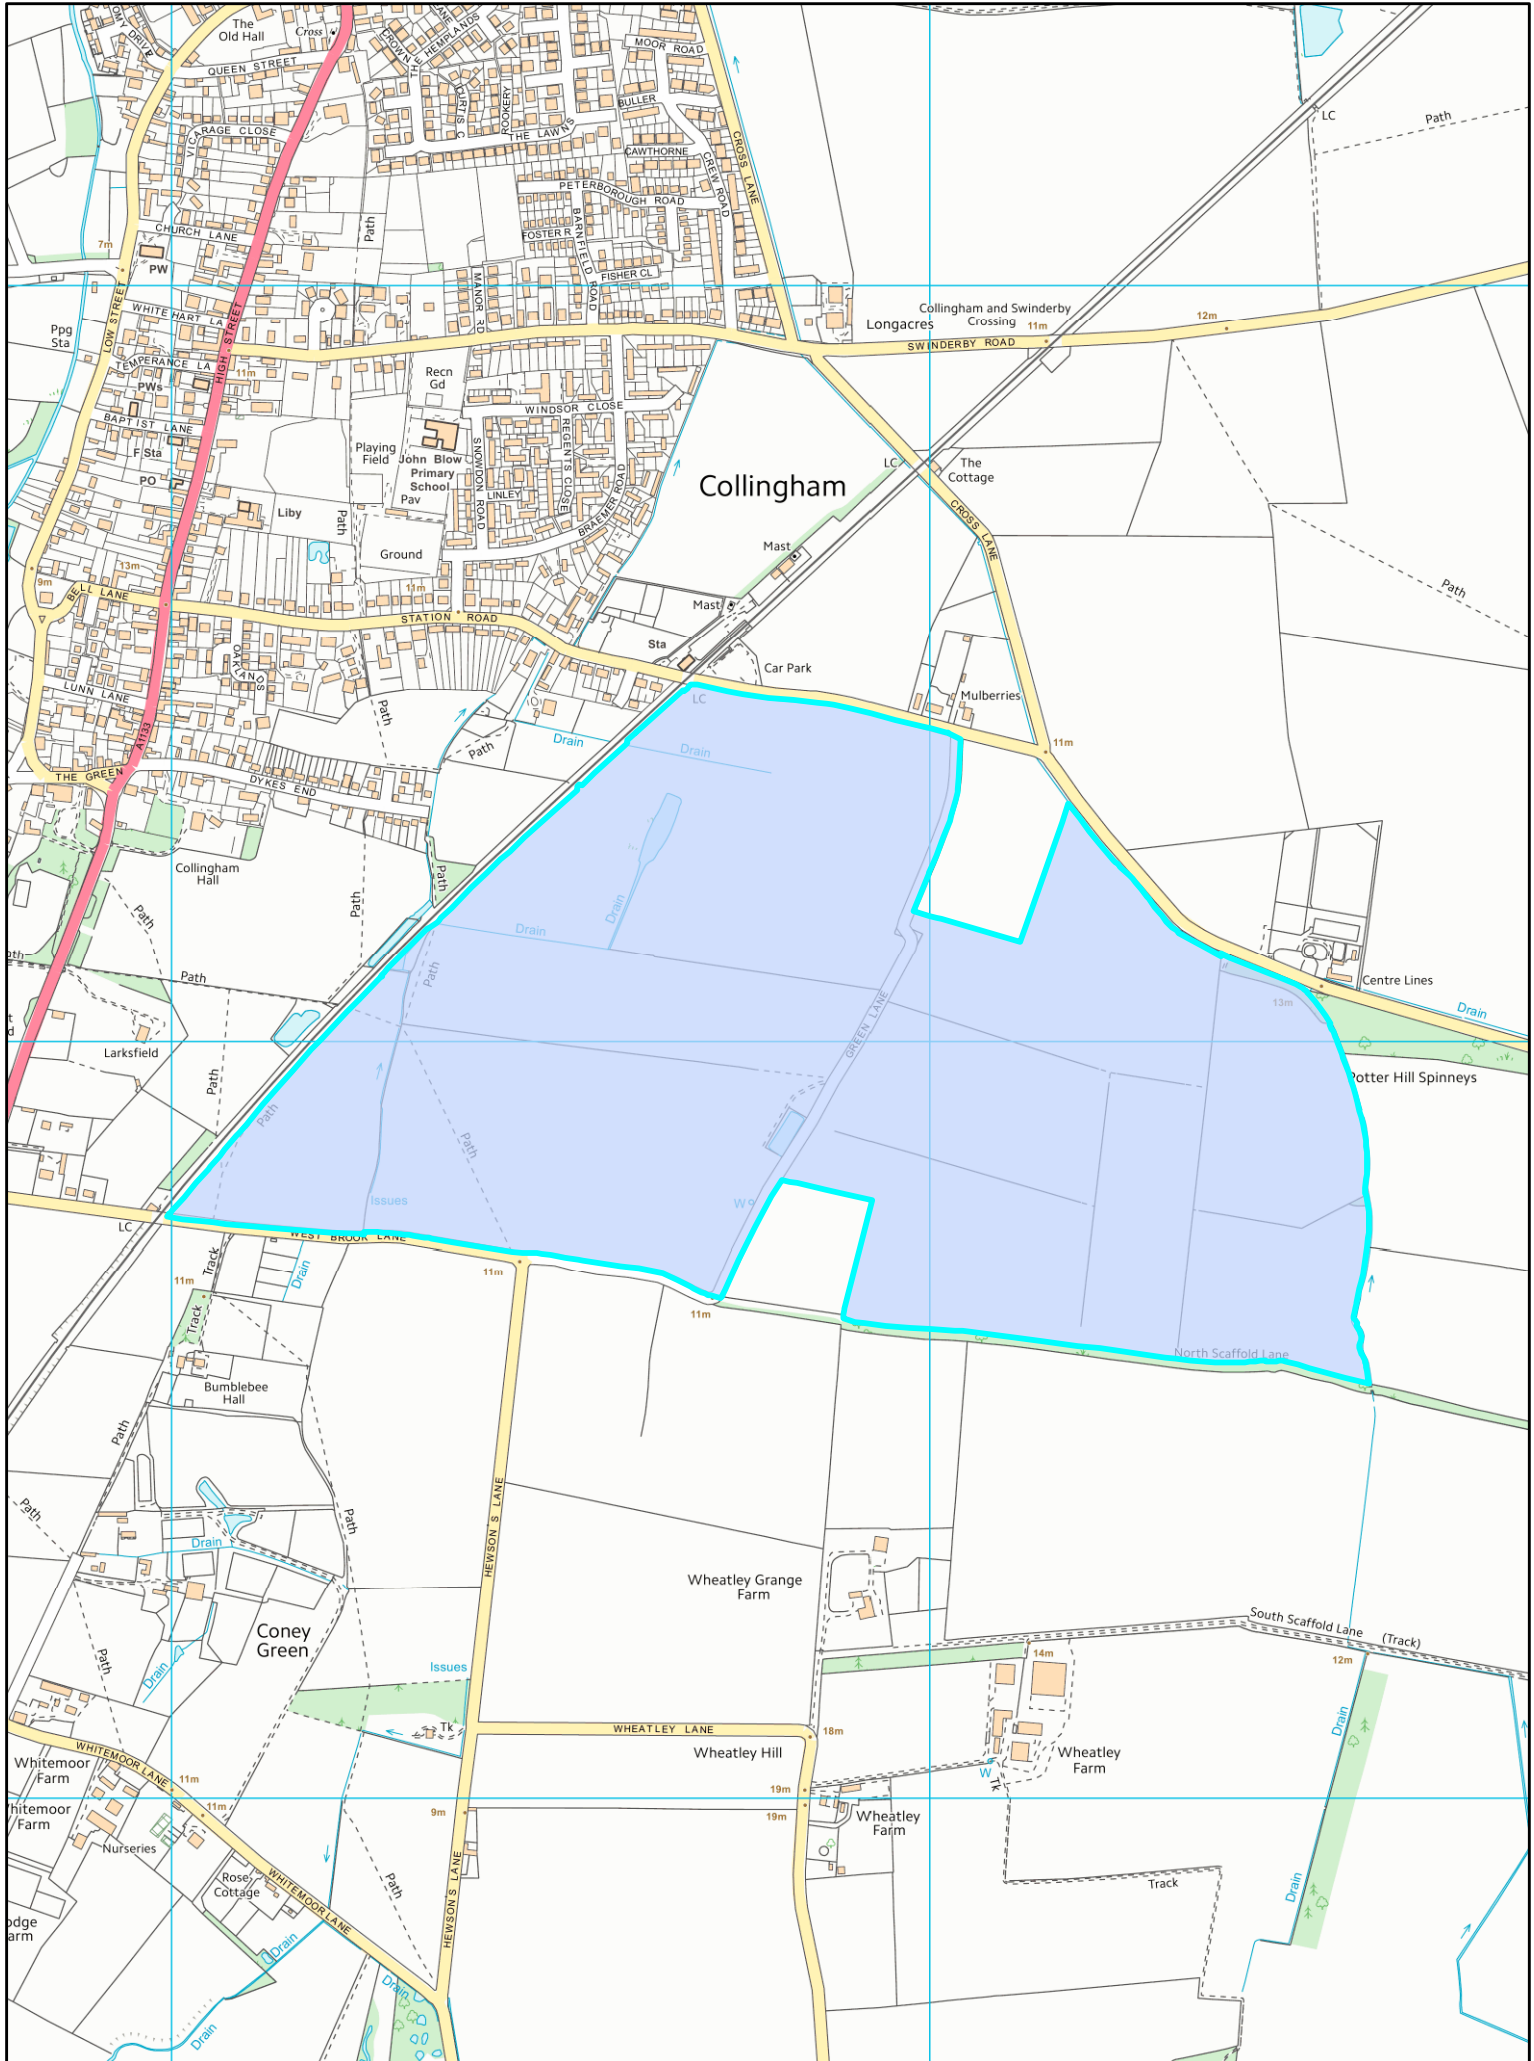 The
Old Hall
Cross
CROWN
THE HEMPLANDS
LANE
MOOR ROAD
QUEEN STREET
CURTIS C
ROOKERY
BULLER
LC
Path
VICARAGE CLOSE
THE LAWNS
CAWTHORNE
CREW ROAD
CROSS LANE
PETERBOROUGH ROAD
BARNFIELD ROAD
FOSTER R
FISHER CL
CHURCH LANE
Path
7m
PW
MANOR RD
LOW STREET
WHITE HART LA
HIGH STREET
Ppg
Sta
Longacres
Collingham and Swinderby
Crossing
11m
12m
SWINDERBY ROAD
TEMPERANCE LA
11m
PWs
Recn
Gd
BAPTIST LANE
WINDSOR CLOSE
F Sta
Playing
Field
John Blow
Primary
School
SNOWDON ROAD
REGENTS CLOSE
LINLEY
Pav
BRAEMER ROAD
PO
Liby
Path
Ground
Collingham
LC
The
Cottage
CROSS LANE
Mast
Mast
Path
13m
9m
BELL LANE
11m
STATION ROAD
Sta
Car Park
Mulberries
OAKLANDS
LUNN LANE
A1133
Path
LC
11m
Drain
Drain
Path
THE GREEN
DYKES END
Collingham
Hall
Path
Path
Path
Drain
Drain
Path
Path
GREEN LANE
Centre Lines
13m
Drain
Larksfield
Path
Potter Hill Spinneys
Path
Path
Issues
W
LC
WEST BROOK LANE
Track
Drain
11m
11m
11m
Track
North Scaffold Lane
Bumblebee
Hall
Path
Path
Path
HEWSON S LANE
Drain
Wheatley Grange
Farm
Coney
Green
South Scaffold Lane
(Track)
Path
Drain
Issues
14m
12m
Tk
WHEATLEY LANE
18m
Drain
Wheatley Hill
Wheatley
Farm
W
Tk
WHITEMOOR LANE
Whitemoor
Farm
11m
11m
19m
19m
9m
Wheatley
Farm
Nurseries
Rose
Cottage
Path
WHITEMOOR LANE
HEWSON S LANE
Track
Drain
Drain
Drain
Drain